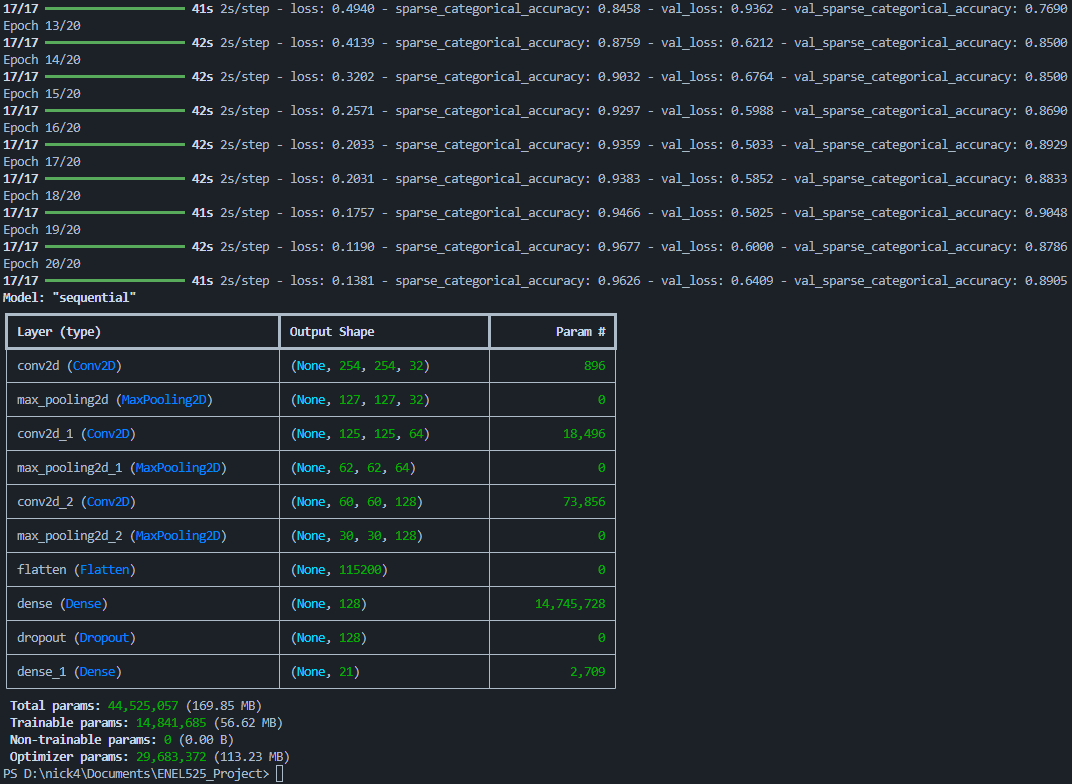 17/17 41s 2s/step - loss: 0.4940 - sparse_categorical_accuracy: 0.8458 - val_loss: 0.9362 - val_sparse_categorical_accuracy: 0.7690
Epoch 13/20
17/17 42s 2s/step - loss: 0.4139 - sparse_categorical_accuracy: 0.8759 - val_loss: 0.6212 - val_sparse_categorical_accuracy: 0.8500
Epoch 14/20
17/17 42s 2s/step - loss: 0.3202 - sparse_categorical_accuracy: 0.9032 - val_loss: 0.6764 - val_sparse_categorical_accuracy: 0.8500
Epoch 15/20
17/17 42s 2s/step - loss: 0.2571 - sparse_categorical_accuracy: 0.9297 - val_loss: 0.5988 - val_sparse_categorical_accuracy: 0.8690
Epoch 16/20
17/17 42s 2s/step - loss: 0.2033 - sparse_categorical_accuracy: 0.9359 - val_loss: 0.5033 - val_sparse_categorical_accuracy: 0.8929
Epoch 17/20
17/17 42s 2s/step - loss: 0.2031 - sparse_categorical_accuracy: 0.9383 - val_loss: 0.5852 - val_sparse_categorical_accuracy: 0.8833
Epoch 18/20
17/17 41s 2s/step - loss: 0.1757 - sparse_categorical_accuracy: 0.9466 - val_loss: 0.5025 - val_sparse_categorical_accuracy: 0.9048
Epoch 19/20
17/17 42s 2s/step - loss: 0.1190 - sparse_categorical_accuracy: 0.9677 - val_loss: 0.6000 - val_sparse_categorical_accuracy: 0.8786
Epoch 20/20
17/17 41s 2s/step - loss: 0.1381 - sparse_categorical_accuracy: 0.9626 - val_loss: 0.6409 - val_sparse_categorical_accuracy: 0.8905
Model: "sequential"
Layer (type) Output Shape Param #
conv2d (Conv2D) (None, 254, 254, 32) 896
max_pooling2d (MaxPooling2D) (None, 127, 127, 32) 0
conv2d_1 (Conv2D) (None, 125, 125, 64) 18,496
max_pooling2d_1 (MaxPooling2D) (None, 62, 62, 64) 0
conv2d_2 (Conv2D) (None, 60, 60, 128) 73,856
max_pooling2d_2 (MaxPooling2D) (None, 30, 30, 128) 0
flatten (Flatten) (None, 115200) 0
dense (Dense) (None, 128) 14,745,728
dropout (Dropout) (None, 128) 0
dense_1 (Dense) (None, 21) 2,709
Total params: 44,525,057 (169.85 MB)
Trainable params: 14,841,685 (56.62 MB)
Non-trainable params: 0 (0.00 B)
Optimizer params: 29,683,372 (113.23 MB)
PS D:\nick4\Documents\ENEL525_Project>